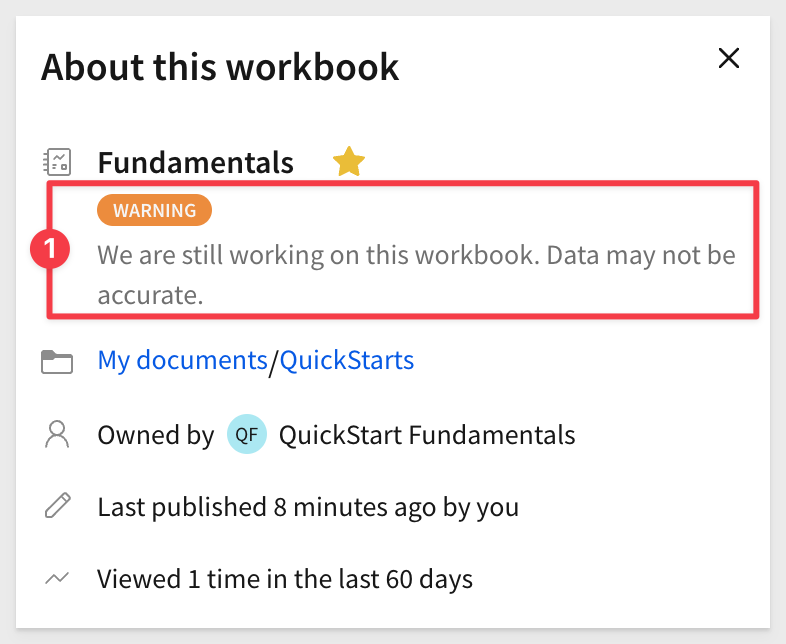 About this workbook
Fundamentals
WARNING
1
We are still working on this workbook. Data may not be
accurate.
My documents/QuickStarts
Owned by QF QuickStart Fundamentals
Last published 8 minutes ago by you
Viewed 1 time in the last 60 days